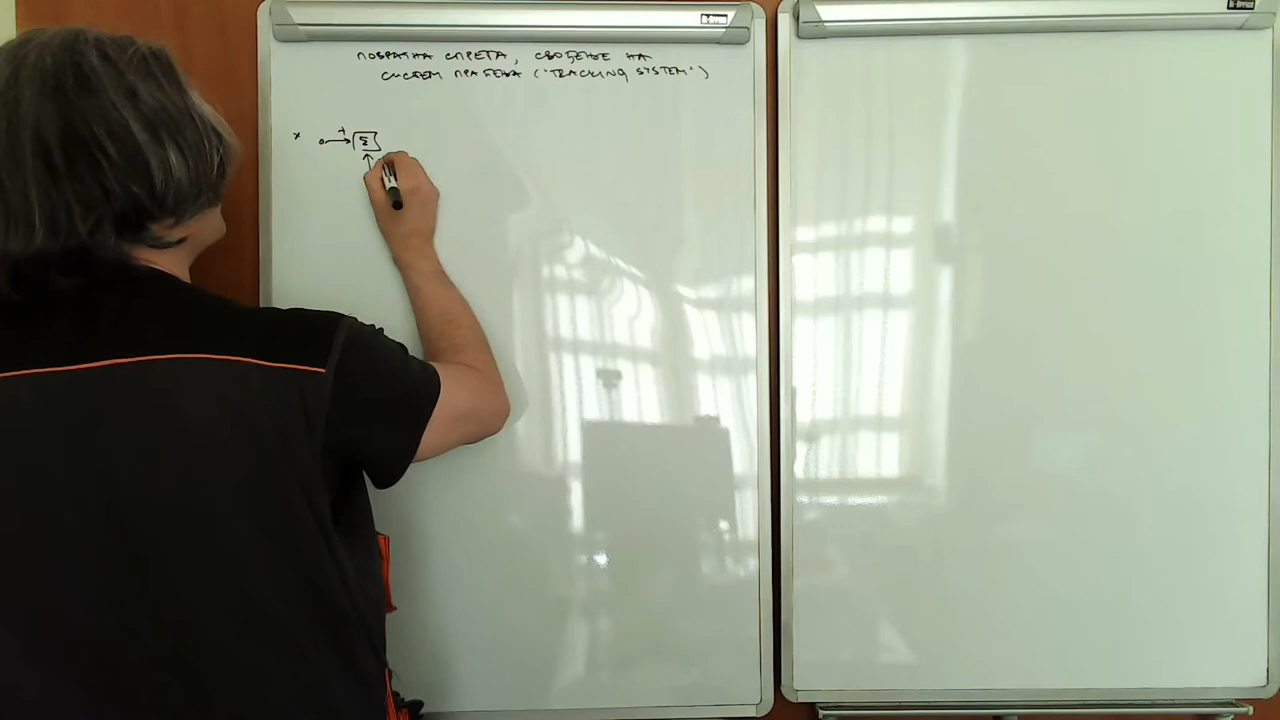 ПОВРАТНА СПРЕГА, СВОЂЕЊЕ НА
СИСТЕМ ПРАЋЕЊА ("TRACKING SYSTEM")
x + Σ